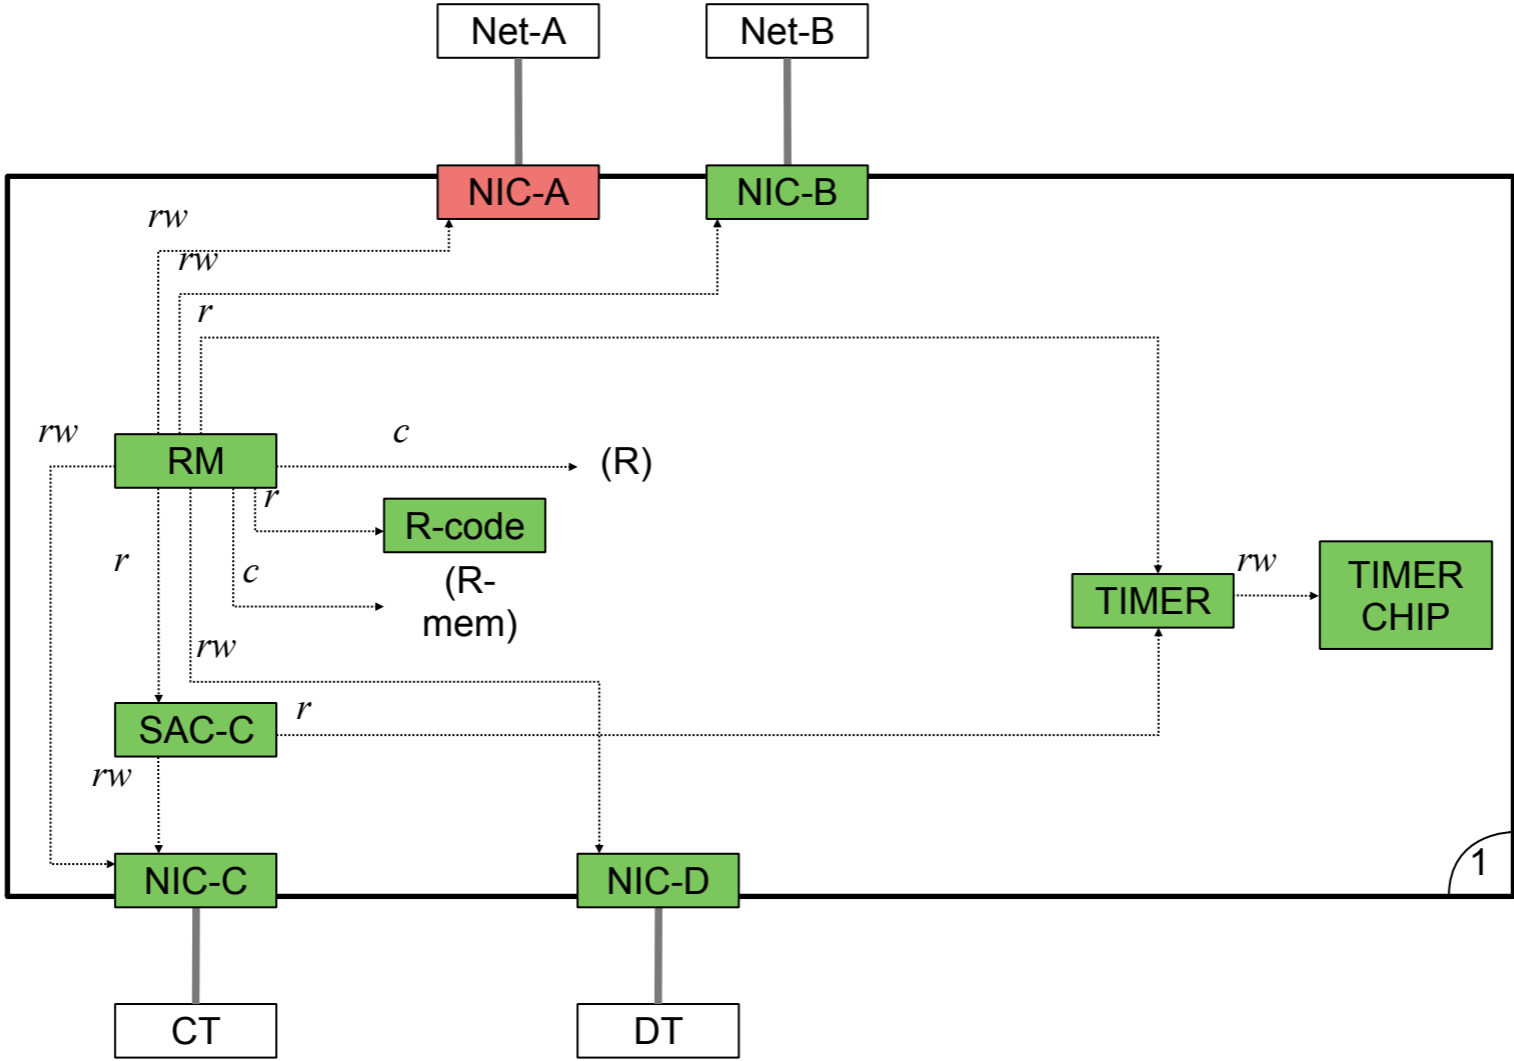 Net-A
Net-B
NIC-A
NIC-B
rw
rw
r
rw
c
RM
(R)
r
R-code
r
c
(R-
mem)
rw
TIMER
rw
TIMER
CHIP
SAC-C
r
rw
NIC-C
NIC-D
1
CT
DT